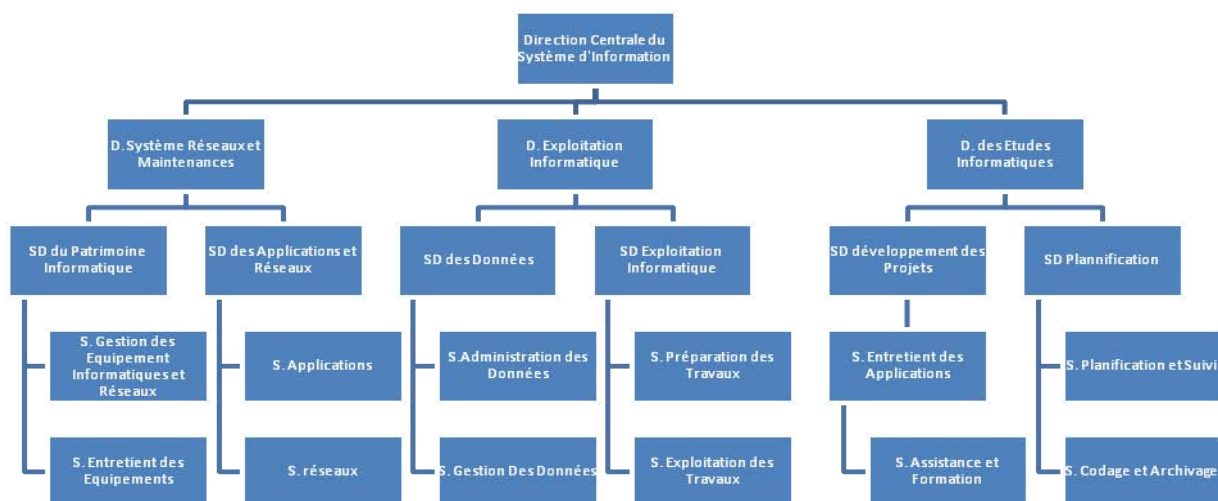 Direction Centrale du
Système d'Information
D. Système Réseaux et
Maintenances
D. Exploitation
Informatique
D. des Etudes
Informatiques
SD du Patrimoine
Informatique
SD des Applications et
Réseaux
SD des Données
SD Exploitation
Informatique
SD développement des
Projets
SD Plannification
S. Gestion des
Equipement
Informatiques et
Réseaux
S. Applications
S.Administration des
Données
S. Préparation des
Travaux
S. Entretient des
Applications
S. Planification et Suivi
S. Entretient des
Equipements
S. réseaux
S. Gestion Des Données
S. Exploitation des
Travaux
S. Assistance et
Formation
S. Codage et Archivage